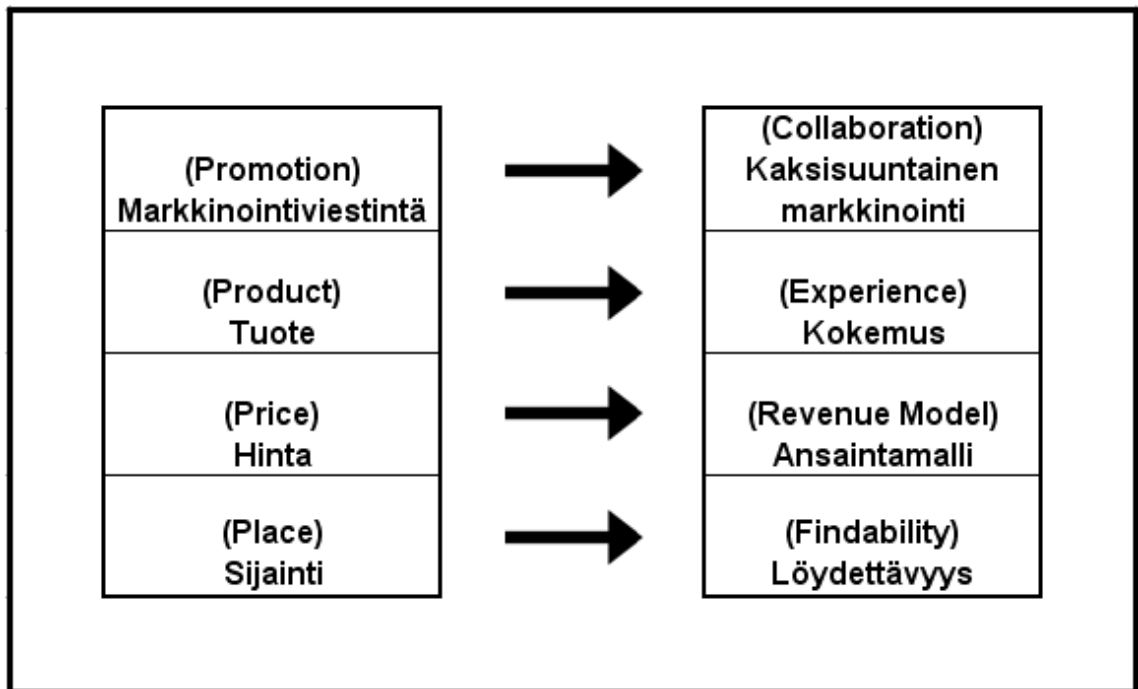 (Promotion)
Markkinointiviestintä
(Collaboration)
Kaksisuuntainen
markkinointi
(Product)
Tuote
(Experience)
Kokemus
(Price)
Hinta
(Revenue Model)
Ansaintamalli
(Place)
Sijainti
(Findability)
Löydettävyys